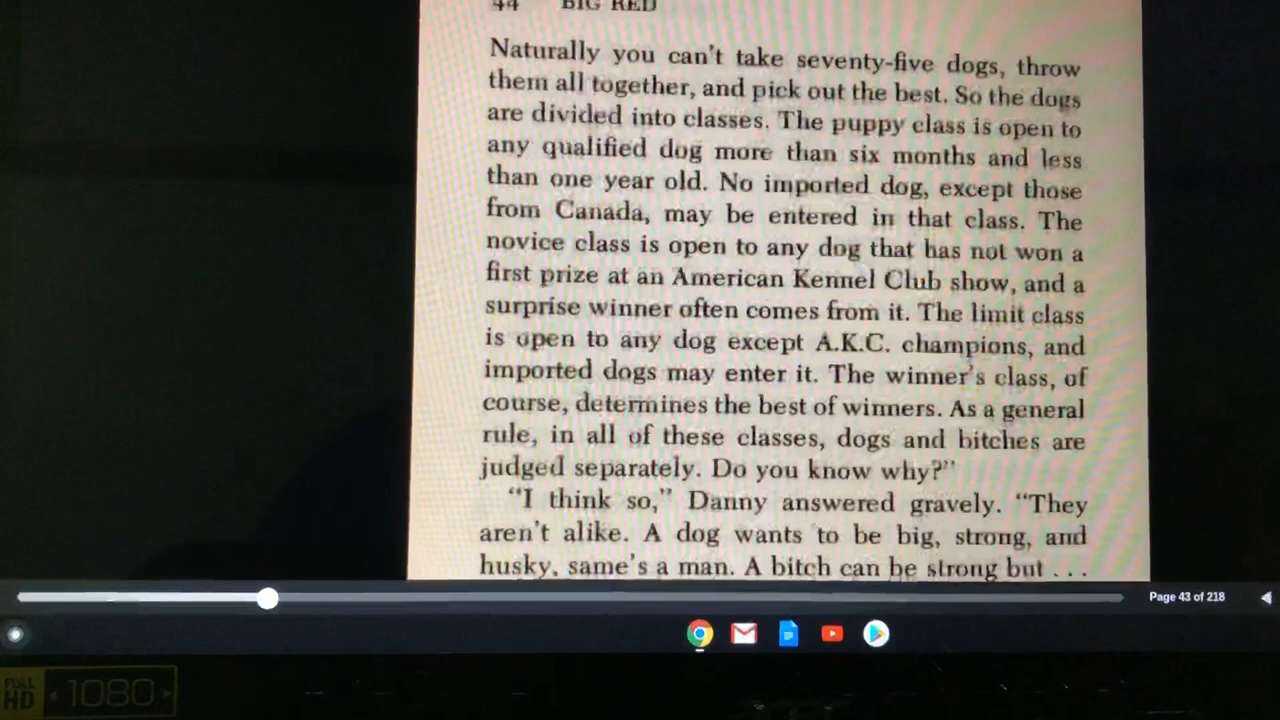 44 BIG RED
Naturally you can't take seventy-five dogs, throw
them all together, and pick out the best. So the dogs
are divided into classes. The puppy class is open to
any qualified dog more than six months and less
than one year old. No imported dog, except those
from Canada, may be entered in that class. The
novice class is open to any dog that has not won a
first prize at an American Kennel Club show, and a
surprise winner often comes from it. The limit class
is open to any dog except A.K.C. champions, and
imported dogs may enter it. The winner's class, of
course, determines the best of winners. As a general
rule, in all of these classes, dogs and bitches are
judged separately. Do you know why?"
"I think so," Danny answered gravely. "They
aren't alike. A dog wants to be big, strong, and
husky, same's a man. A bitch can be strong but . . .
Page 43 of 218
FULL HD 1080